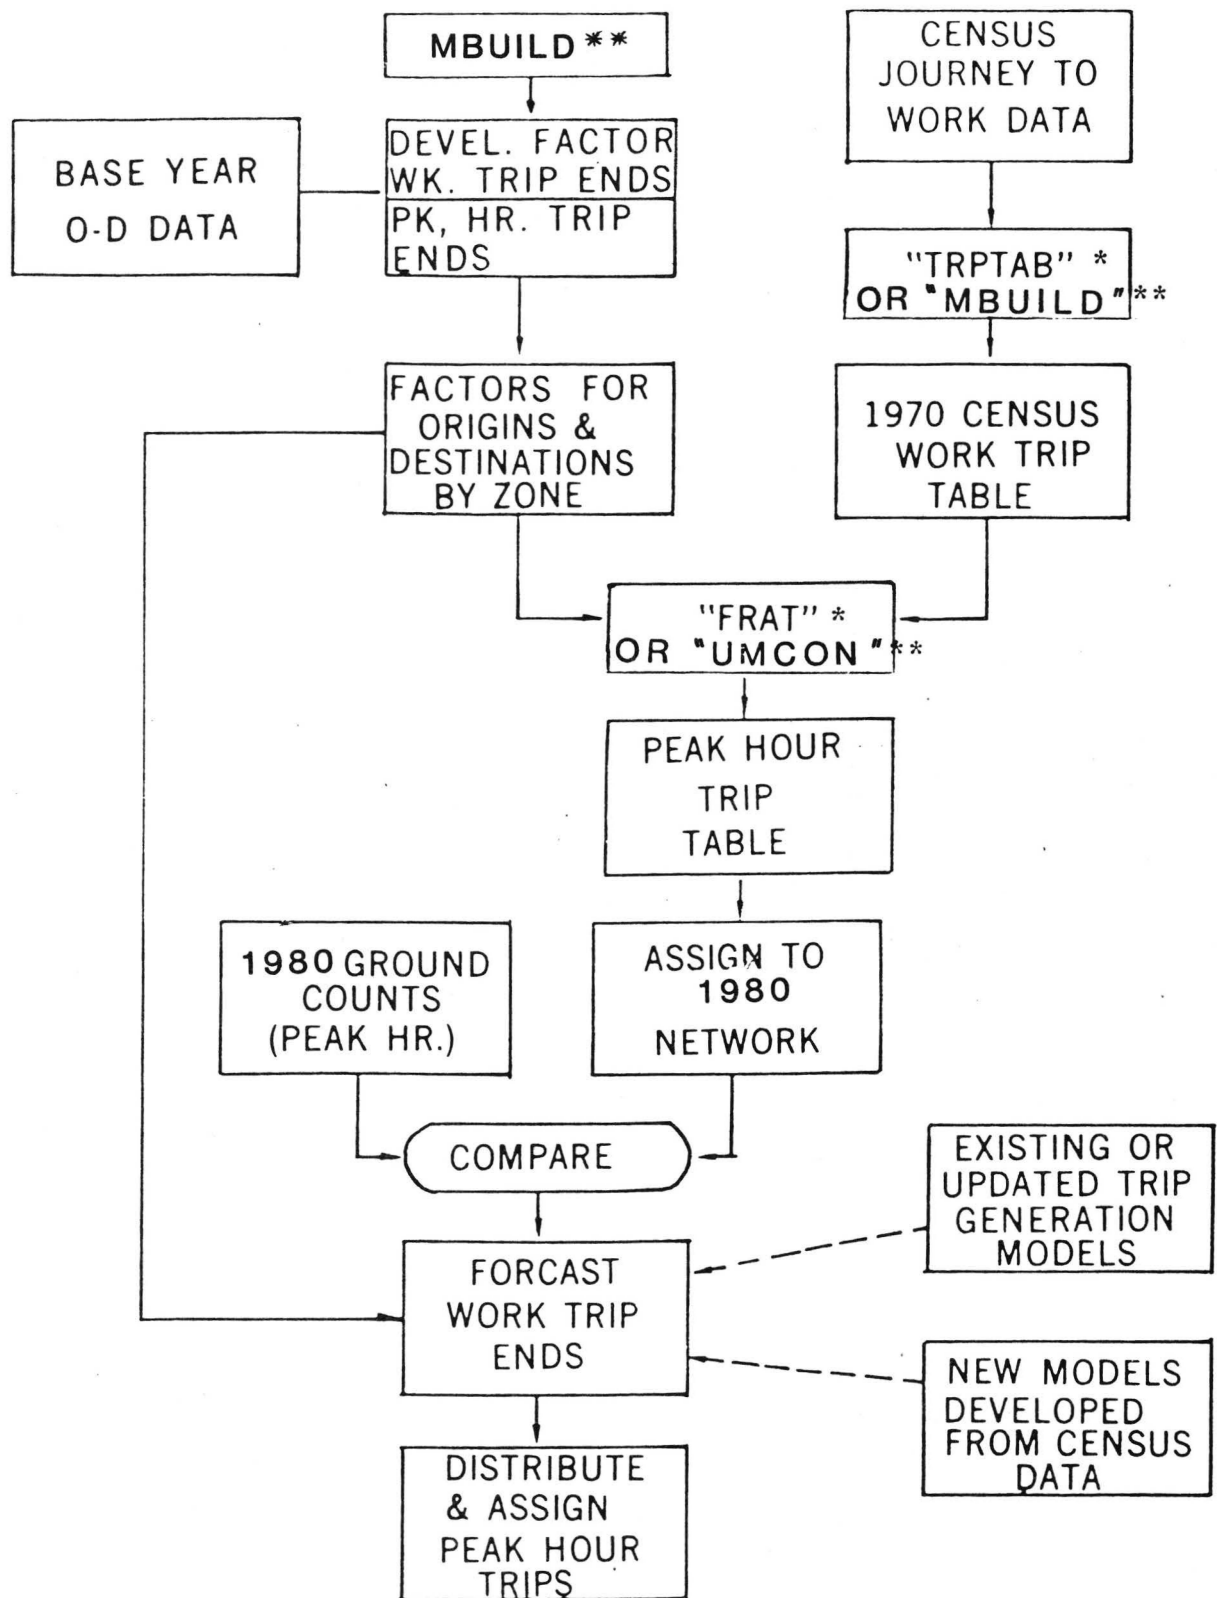 MBUILD**
CENSUS
JOURNEY TO
WORK DATA
BASE YEAR
O-D DATA
DEVEL. FACTOR
WK. TRIP ENDS
PK, HR. TRIP
ENDS
"TRPTAB" *
OR "MBUILD"**
FACTORS FOR
ORIGINS &
DESTINATIONS
BY ZONE
1970 CENSUS
WORK TRIP
TABLE
"FRAT" *
OR "UMCON"**
PEAK HOUR
TRIP
TABLE
1980 GROUND
COUNTS
(PEAK HR.)
ASSIGN TO
1980
NETWORK
COMPARE
EXISTING OR
UPDATED TRIP
GENERATION
MODELS
FORCAST
WORK TRIP
ENDS
NEW MODELS
DEVELOPED
FROM CENSUS
DATA
DISTRIBUTE
& ASSIGN
PEAK HOUR
TRIPS